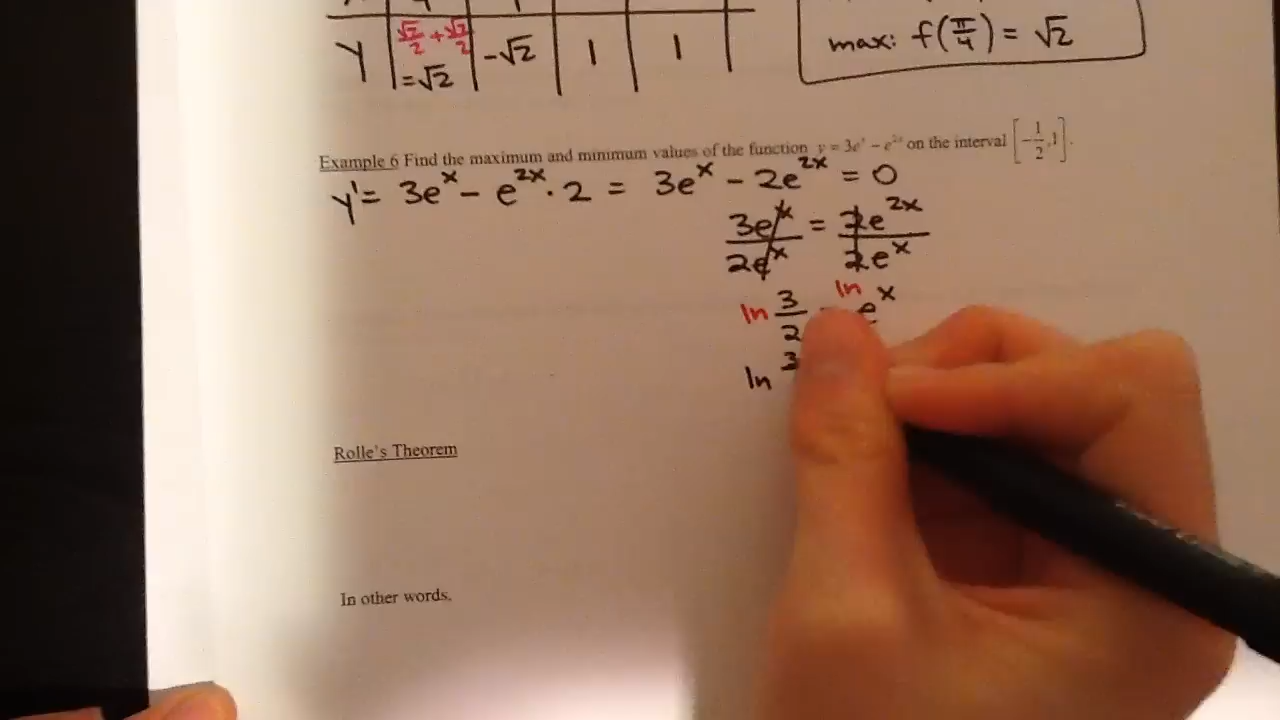 Y | √2/2 + √2/2 = √2 | -√2 | 1 | 1
max: f(π/4) = √2
Example 6 Find the maximum and minimum values of the function y = 3eˣ − e²ˣ on the interval [−1/2, 1].
y' = 3eˣ − e²ˣ · 2 = 3eˣ − 2e²ˣ = 0
3eˣ/2eˣ = 2e²ˣ/2eˣ
ln 3/2 = ln eˣ
ln 3
Rolle's Theorem
In other words,